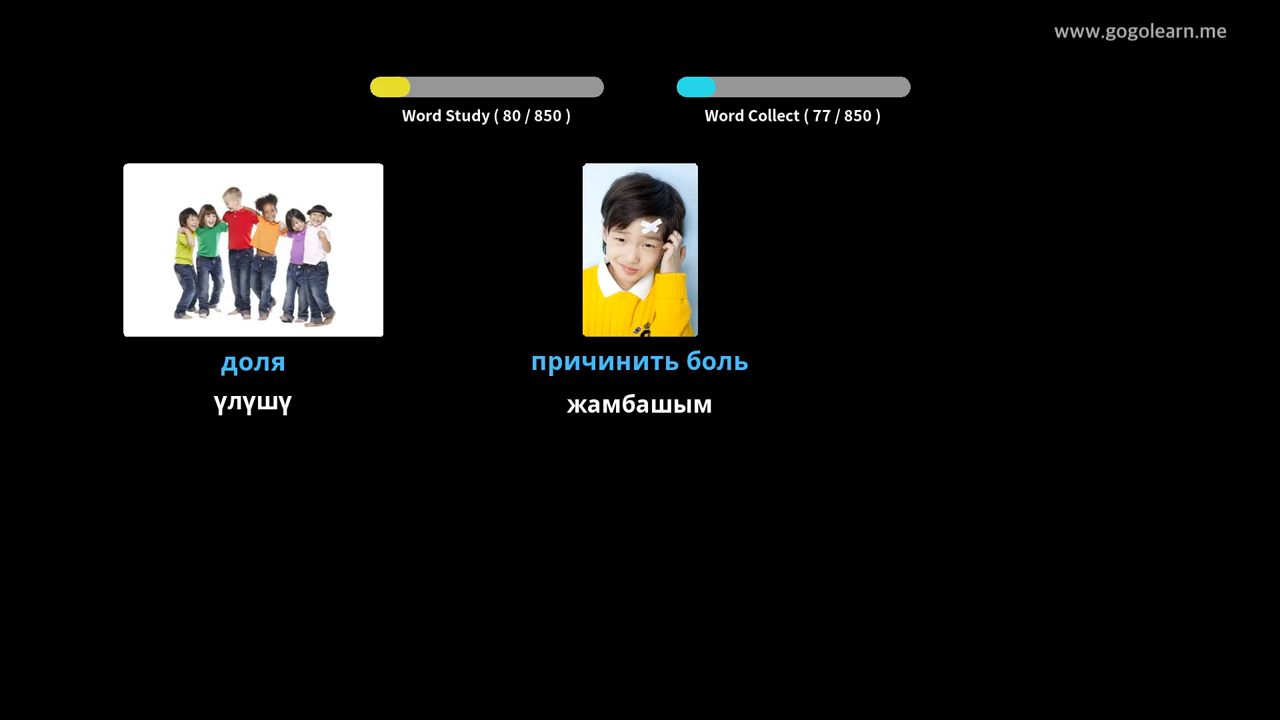 www.gogolearn.me
Word Study ( 80 / 850 )
Word Collect ( 77 / 850 )
доля
үлүшү
причинить боль
жамбашым